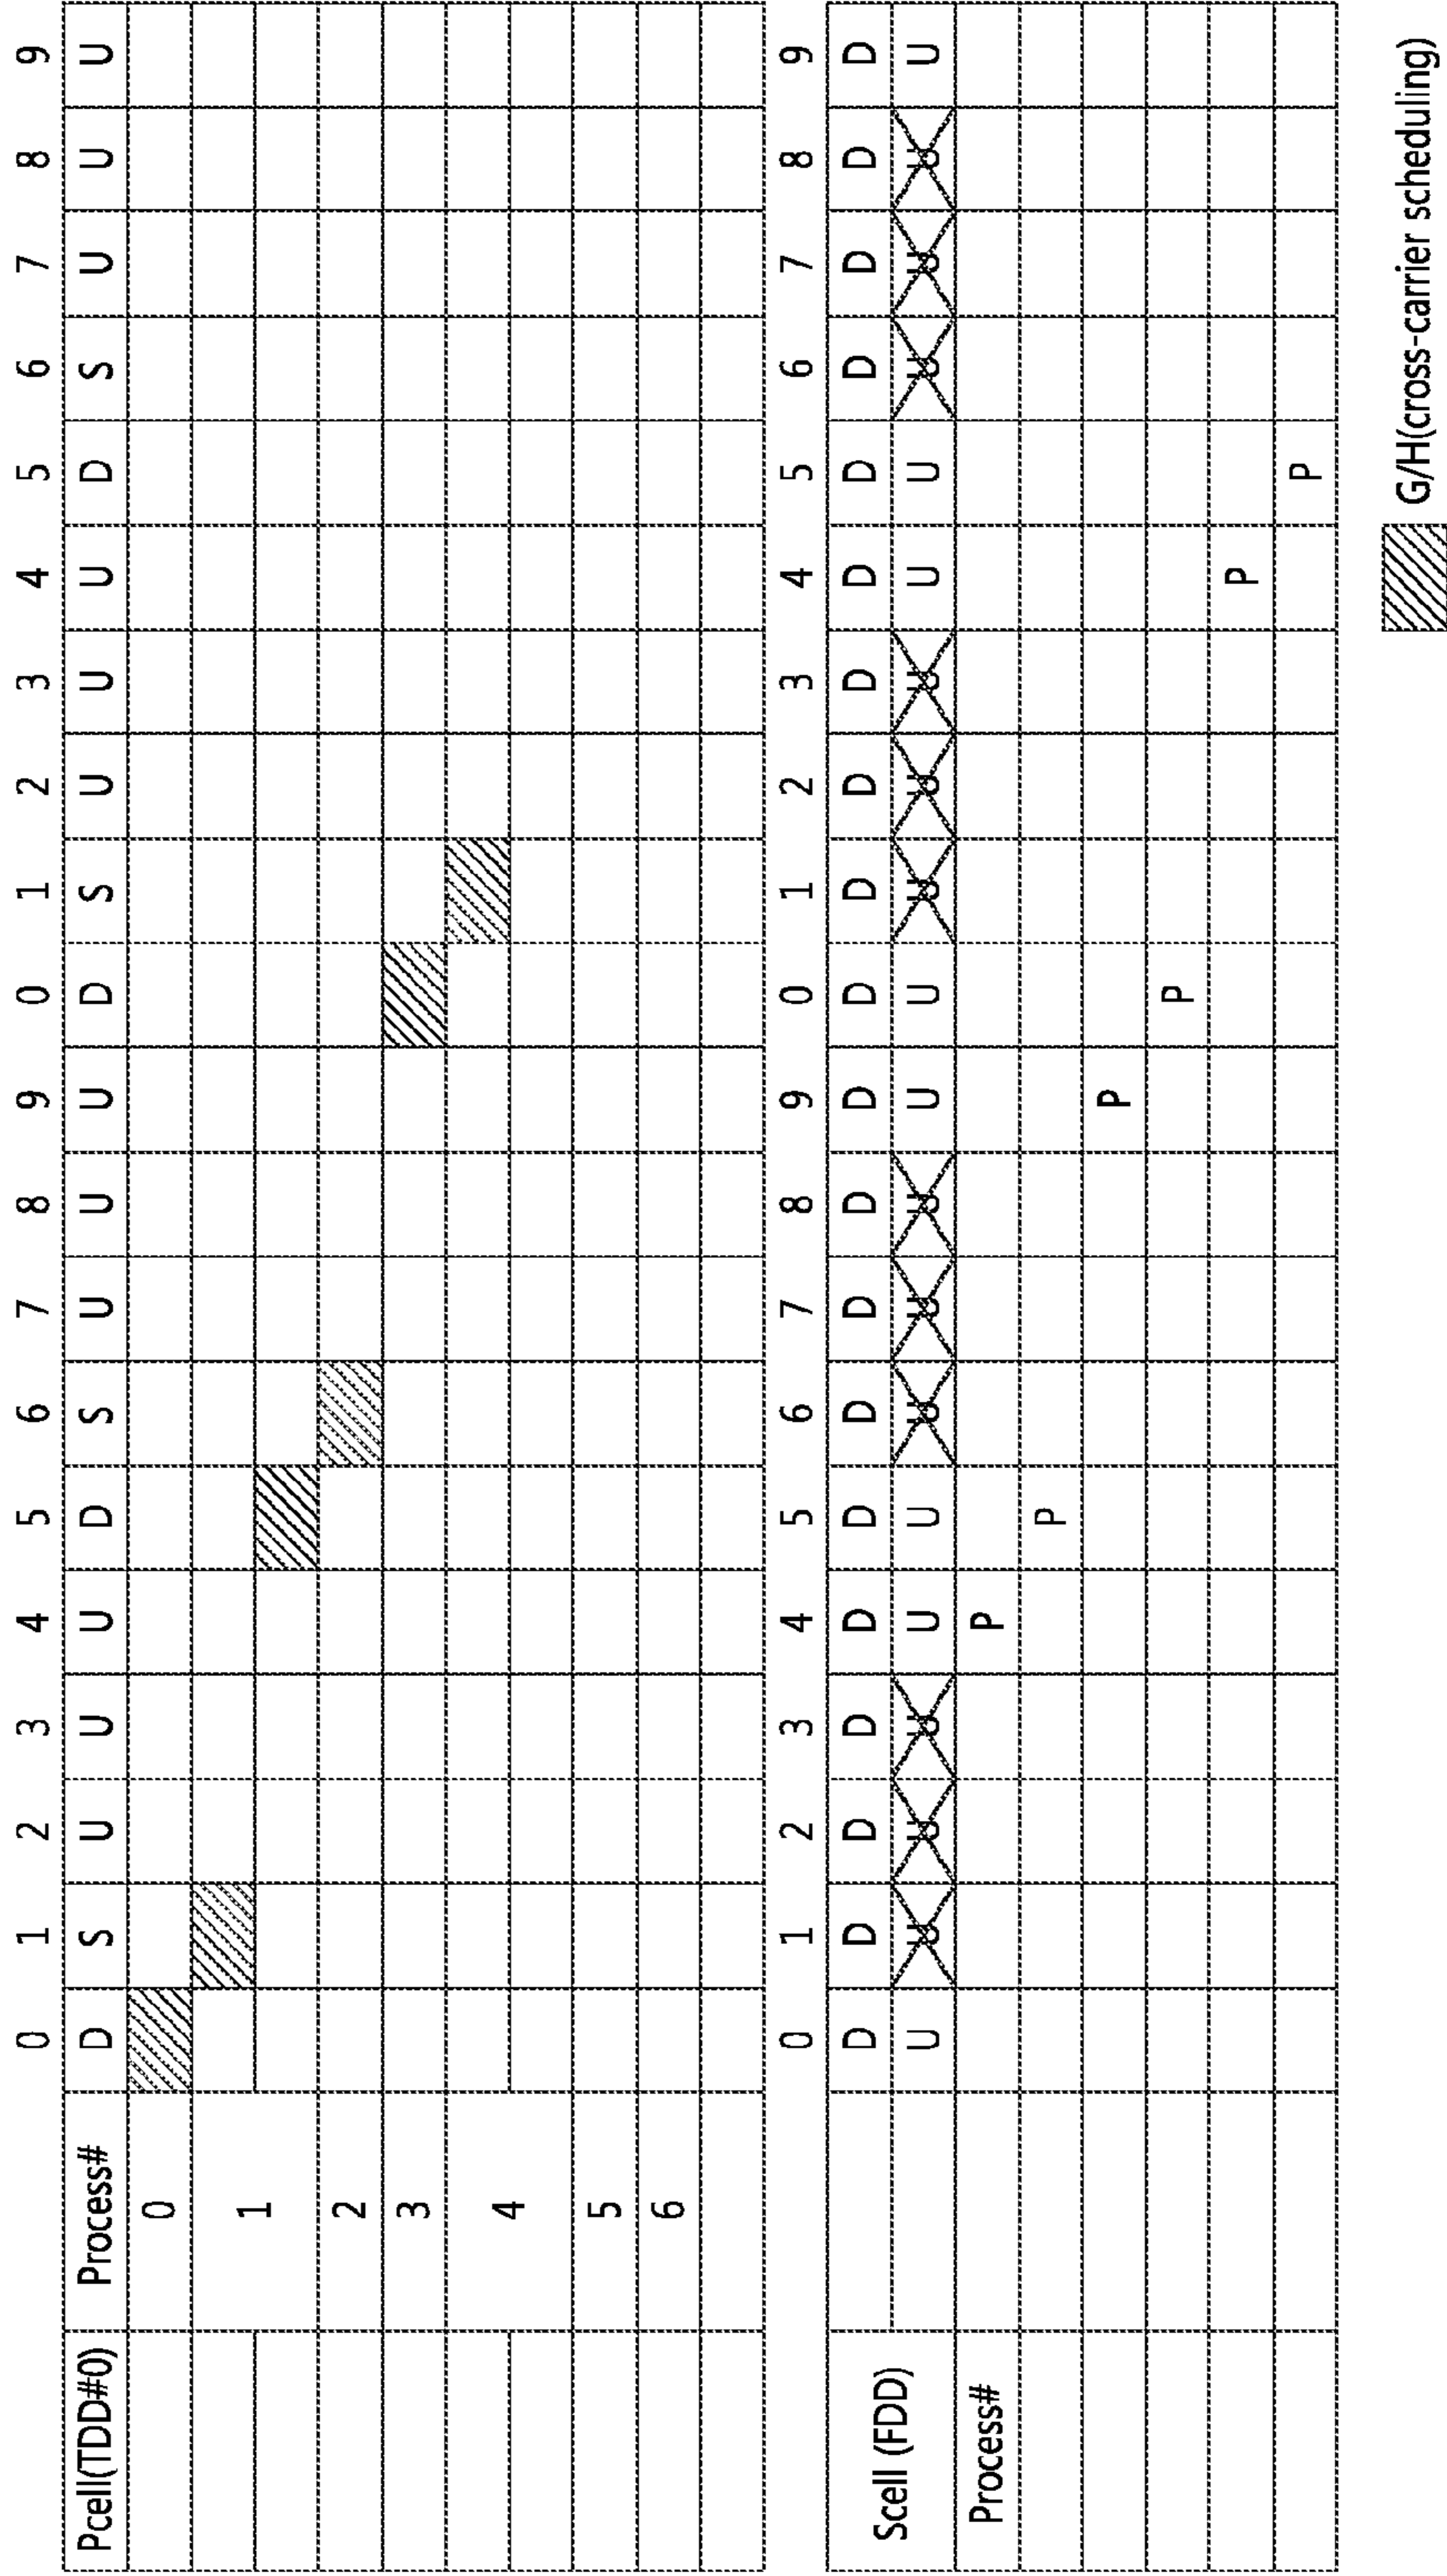 0 1 2 3 4 5 6 7 8 9 0 1 2 3 4 5 6 7 8 9
Pcell(TDD#0) Process# D S U U U D S U U U D S U U U D S U U U
0
1
2
3
4
5
6
0 1 2 3 4 5 6 7 8 9 0 1 2 3 4 5 6 7 8 9
Scell (FDD) D D D D D D D D D D D D D D D D D D D D
U U U U U U U U U U U U U U U U U U U U
Process# P
P
P
P
P
P
G/H(cross-carrier scheduling)